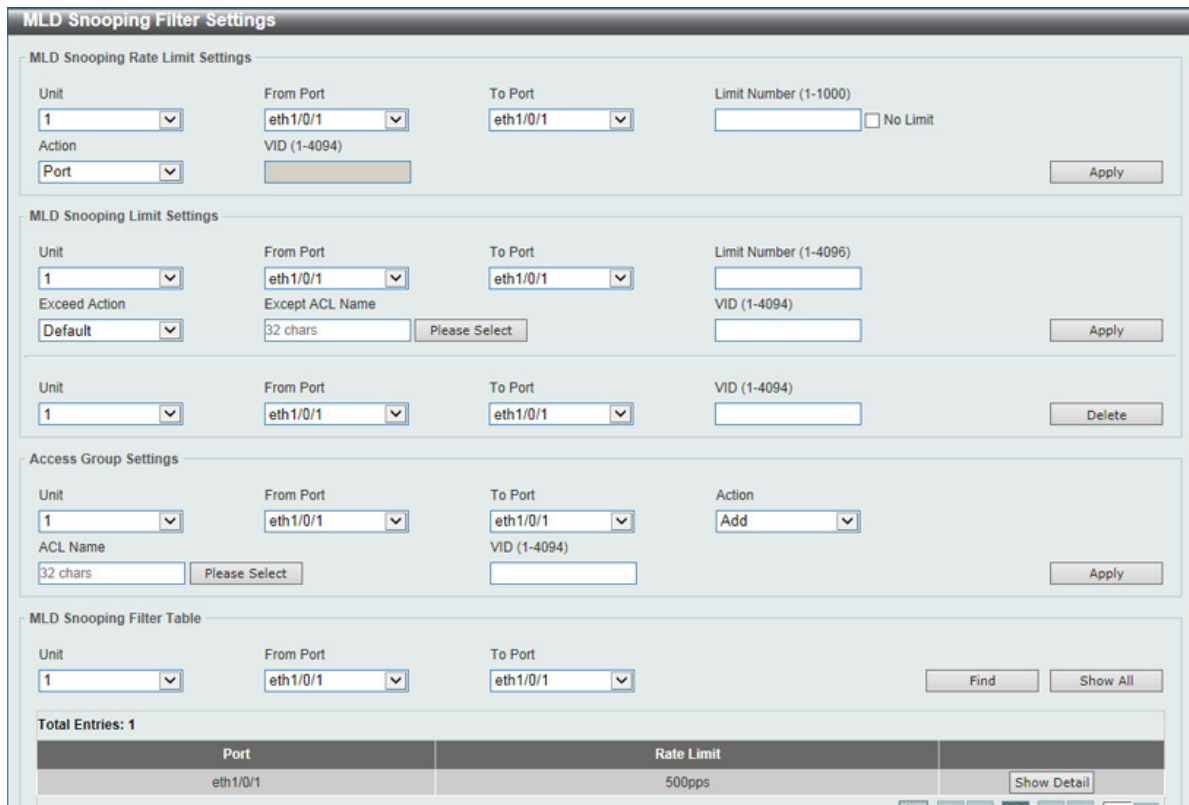 MLD Snooping Filter Settings
MLD Snooping Rate Limit Settings
Unit From Port To Port Limit Number (1-1000)
1 eth1/0/1 eth1/0/1 No Limit
Action VID (1-4094)
Port Apply
MLD Snooping Limit Settings
Unit From Port To Port Limit Number (1-4096)
1 eth1/0/1 eth1/0/1
Exceed Action Except ACL Name VID (1-4094)
Default 32 chars Please Select Apply
Unit From Port To Port VID (1-4094)
1 eth1/0/1 eth1/0/1 Delete
Access Group Settings
Unit From Port To Port Action
1 eth1/0/1 eth1/0/1 Add
ACL Name VID (1-4094)
32 chars Please Select Apply
MLD Snooping Filter Table
Unit From Port To Port
1 eth1/0/1 eth1/0/1 Find Show All
Total Entries: 1
Port Rate Limit
eth1/0/1 500pps Show Detail